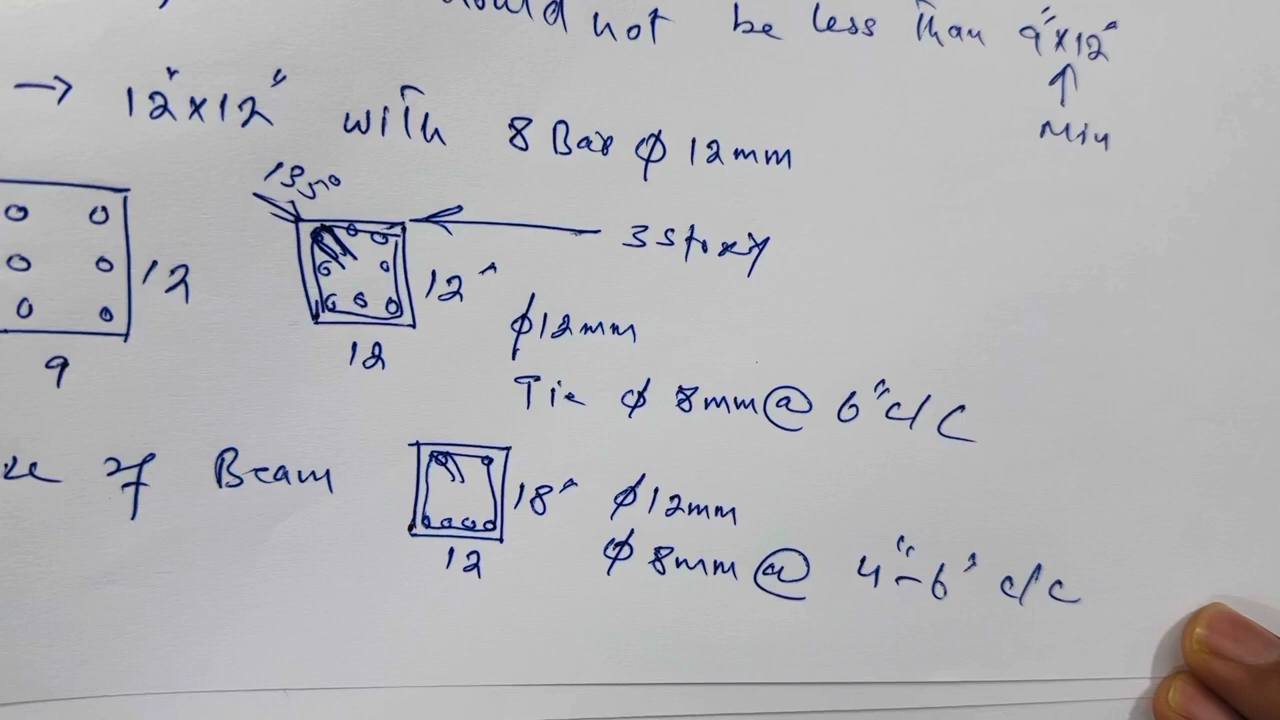 not be less Than 9"x12"
↑
Min
→ 12"x12" with 8 Bar ϕ 12mm
135°
3 Story
12
12"
9
12
ϕ12mm
Tie ϕ 8mm @ 6" c/c
of Beam
18"
12
ϕ12mm
ϕ 8mm @ 4"-6" c/c